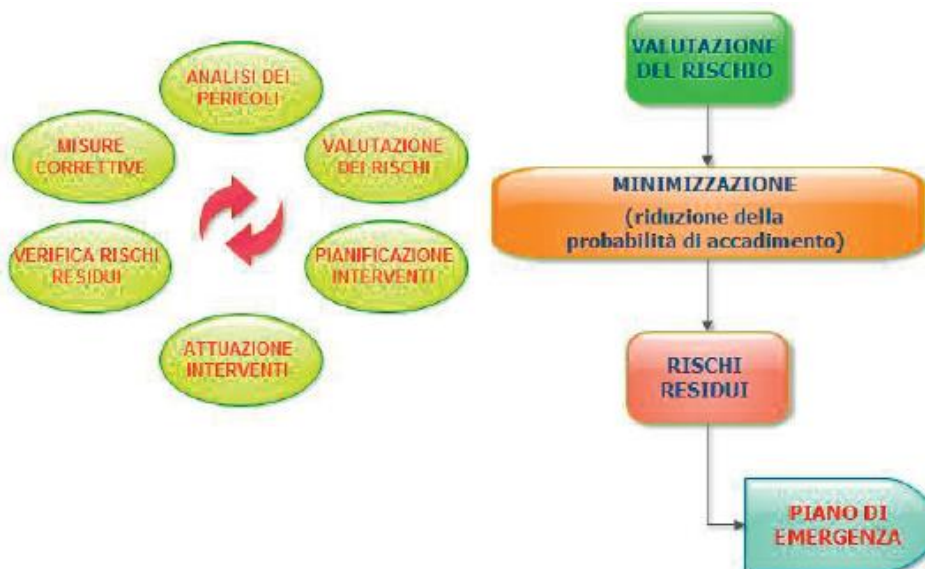 ANALISI DEI
PERICOLI
VALUTAZIONE
DEI RISCHI
PIANIFICAZIONE
INTERVENTI
ATTUAZIONE
INTERVENTI
VERIFICA RISCHI
RESIDUI
MISURE
CORRETTIVE
VALUTAZIONE
DEL RISCHIO
MINIMIZZAZIONE
(riduzione della
probabilità di accadimento)
RISCHI
RESIDUI
PIANO DI
EMERGENZA